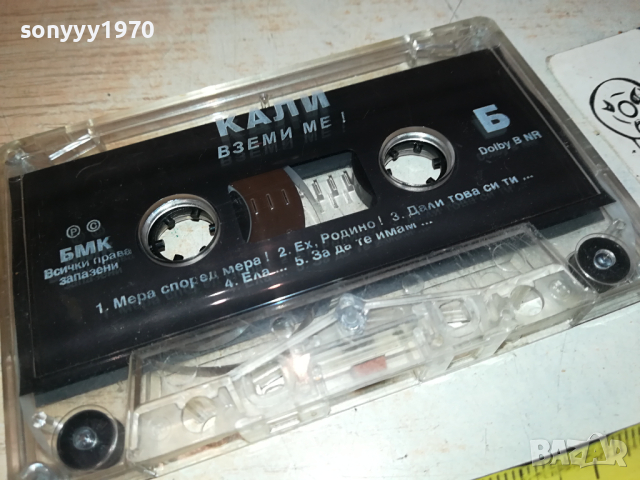 sonyyy1970
КАЛИ
ВЗЕМИ МЕ !
Б
Dolby B NR
P C
БМК
Всички права
запазени
1. Мера според мера ! 2. Ех, Родино ! 3. Дали това си ти ...
4. Ела ... 5. За да те имам ...
BAZAR